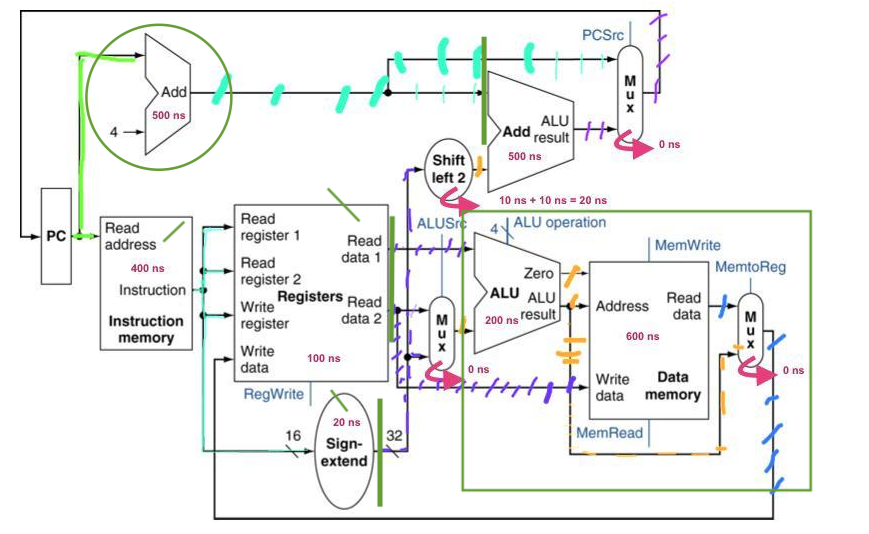 PCSrc
Add
500 ns
4
M
u
x
0 ns
Add
ALU
result
500 ns
Shift
left 2
10 ns + 10 ns = 20 ns
PC
Read
address
400 ns
Instruction
Instruction
memory
Read
register 1
Read
register 2
Write
register
Write
data
Registers
Read
data 1
Read
data 2
100 ns
RegWrite
ALUSrc
M
u
x
0 ns
4
ALU operation
Zero
ALU
ALU
result
200 ns
MemWrite
MemtoReg
Address
Read
data
600 ns
Write
data
Data
memory
MemRead
M
u
x
0 ns
16
20 ns
Sign-
extend
32